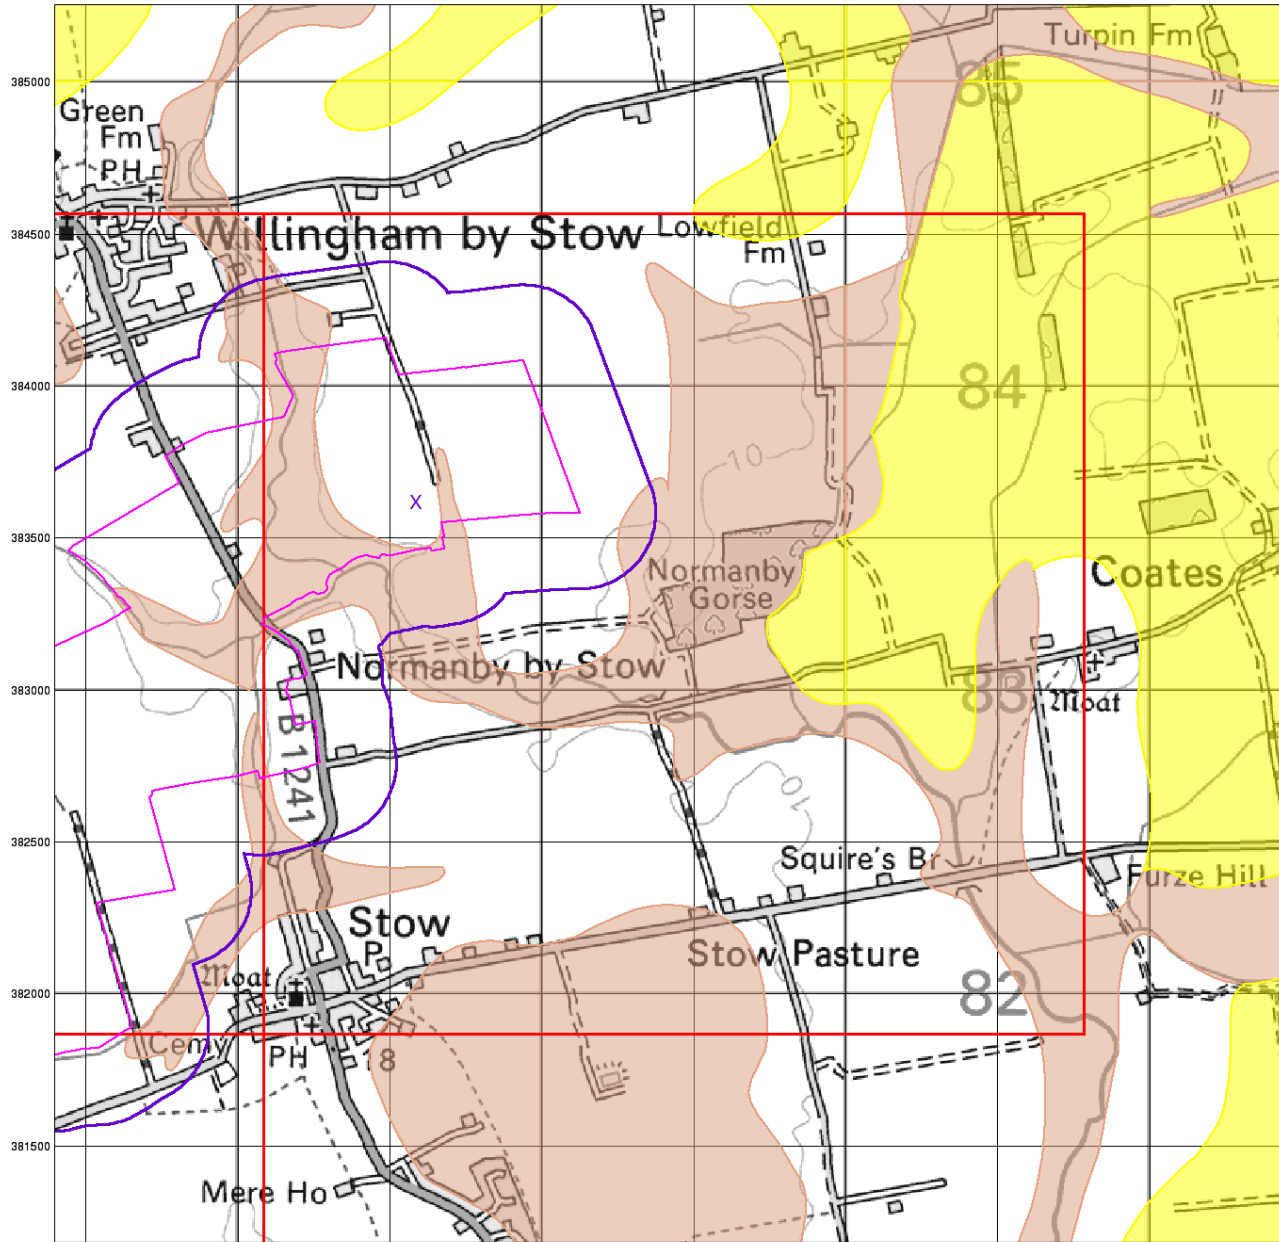 Turpin Fm
385000
85
Green
Fm
PH
384500
Willingham by Stow
Lowfield
Fm
384000
84
10
X
383500
Normanby
Gorse
Coates
Normanby by Stow
383000
83
Moat
B 1241
10
382500
Squire's Br
Furze Hill
Stow
P
Stow Pasture
Moat
382000
82
Cemy
PH
18
381500
Mere Ho